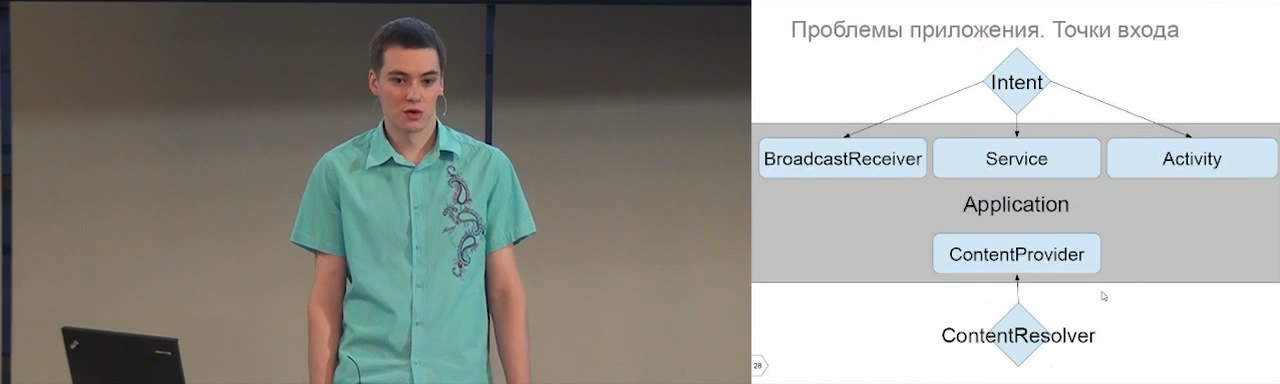 Проблемы приложения. Точки входа
Intent
BroadcastReceiver
Service
Activity
Application
ContentProvider
ContentResolver
28